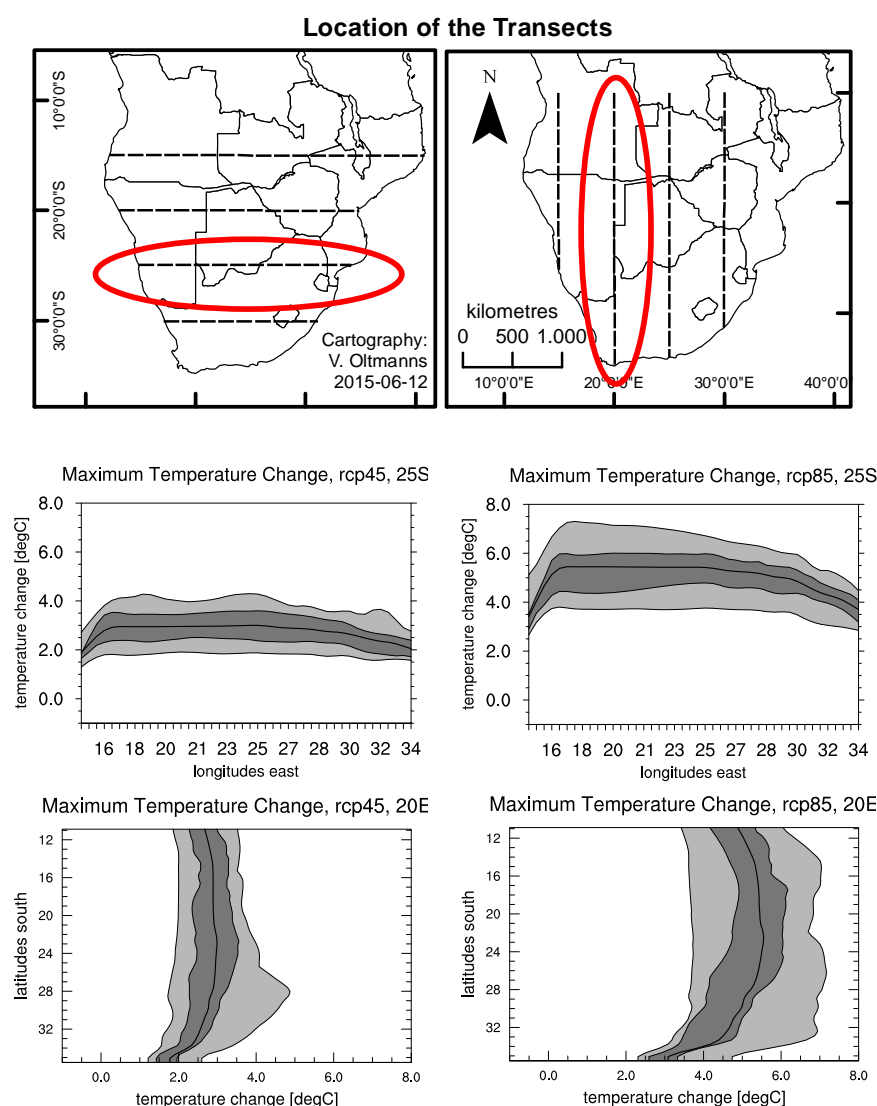 Location of the Transects
10°0'0"S
20°0'0"S
30°0'0"S
Cartography:
V. Oltmanns
2015-06-12
N
kilometres
0 500 1.000
10°0'0"E 20°0'0"E 30°0'0"E 40°0'0"
Maximum Temperature Change, rcp45, 25S
8.0
6.0
4.0
2.0
0.0
temperature change [degC]
16 18 20 21 23 25 27 28 30 32 34
longitudes east
Maximum Temperature Change, rcp85, 25S
8.0
6.0
4.0
2.0
0.0
temperature change [degC]
16 18 20 21 23 25 27 28 30 32 34
longitudes east
Maximum Temperature Change, rcp45, 20E
12
16
20
24
28
32
latitudes south
0.0 2.0 4.0 6.0 8.0
temperature change [degC]
Maximum Temperature Change, rcp85, 20E
12
16
20
24
28
32
latitudes south
0.0 2.0 4.0 6.0 8.0
temperature change [degC]